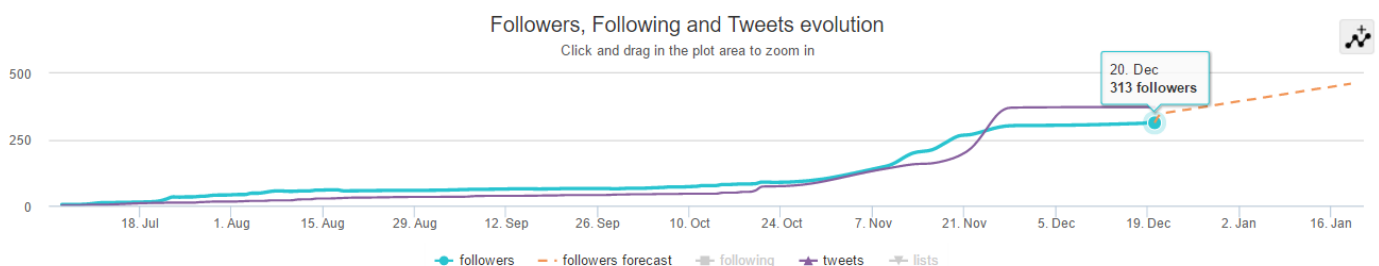 Followers, Following and Tweets evolution
Click and drag in the plot area to zoom in
20. Dec
313 followers
500
250
0
18. Jul 1. Aug 15. Aug 29. Aug 12. Sep 26. Sep 10. Oct 24. Oct 7. Nov 21. Nov 5. Dec 19. Dec 2. Jan 16. Jan
followers followers forecast following tweets lists